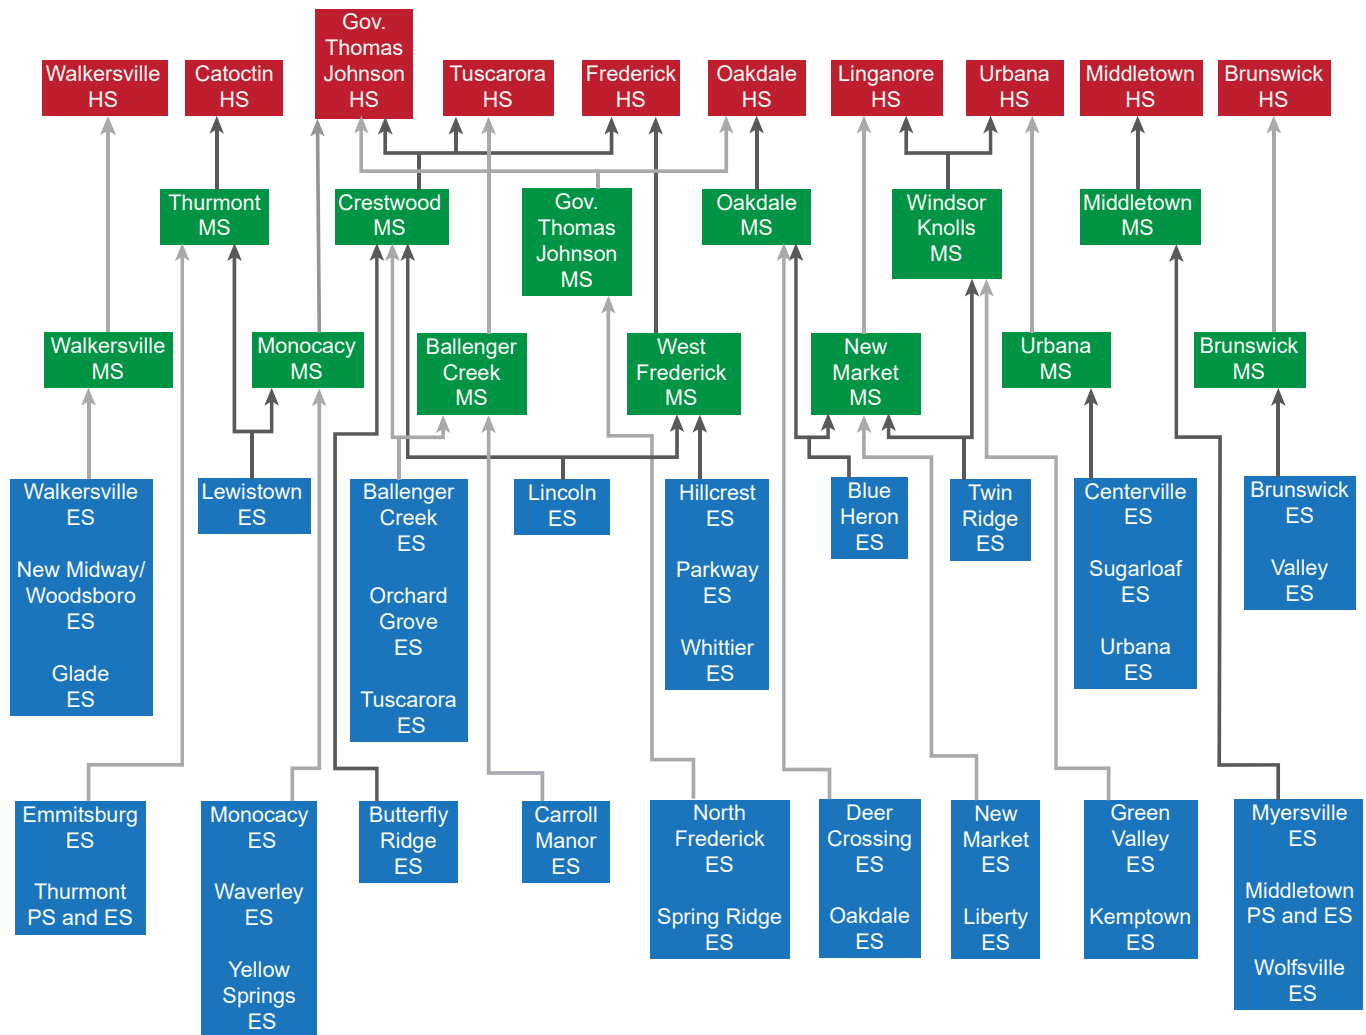 Gov.
Thomas
Johnson
HS
Walkersville
HS
Catoctin
HS
Tuscarora
HS
Frederick
HS
Oakdale
HS
Linganore
HS
Urbana
HS
Middletown
HS
Brunswick
HS
Thurmont
MS
Crestwood
MS
Gov.
Thomas
Johnson
MS
Oakdale
MS
Windsor
Knolls
MS
Middletown
MS
Walkersville
MS
Monocacy
MS
Ballenger
Creek
MS
West
Frederick
MS
New
Market
MS
Urbana
MS
Brunswick
MS
Walkersville
ES
New Midway/
Woodsboro
ES
Glade
ES
Lewistown
ES
Ballenger
Creek
ES
Orchard
Grove
ES
Tuscarora
ES
Lincoln
ES
Hillcrest
ES
Parkway
ES
Whittier
ES
Blue
Heron
ES
Twin
Ridge
ES
Centerville
ES
Sugarloaf
ES
Urbana
ES
Brunswick
ES
Valley
ES
Emmitsburg
ES
Thurmont
PS and ES
Monocacy
ES
Waverley
ES
Yellow
Springs
ES
Butterfly
Ridge
ES
Carroll
Manor
ES
North
Frederick
ES
Spring Ridge
ES
Deer
Crossing
ES
Oakdale
ES
New
Market
ES
Liberty
ES
Green
Valley
ES
Kemptown
ES
Myersville
ES
Middletown
PS and ES
Wolfsville
ES